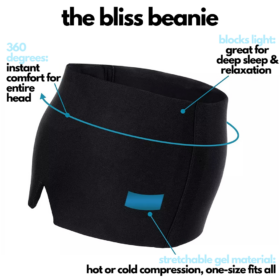 the bliss beanie
360
degrees:
instant
comfort for
entire
head
blocks light:
great for
deep sleep &
relaxation
stretchable gel material:
hot or cold compression, one-size fits all